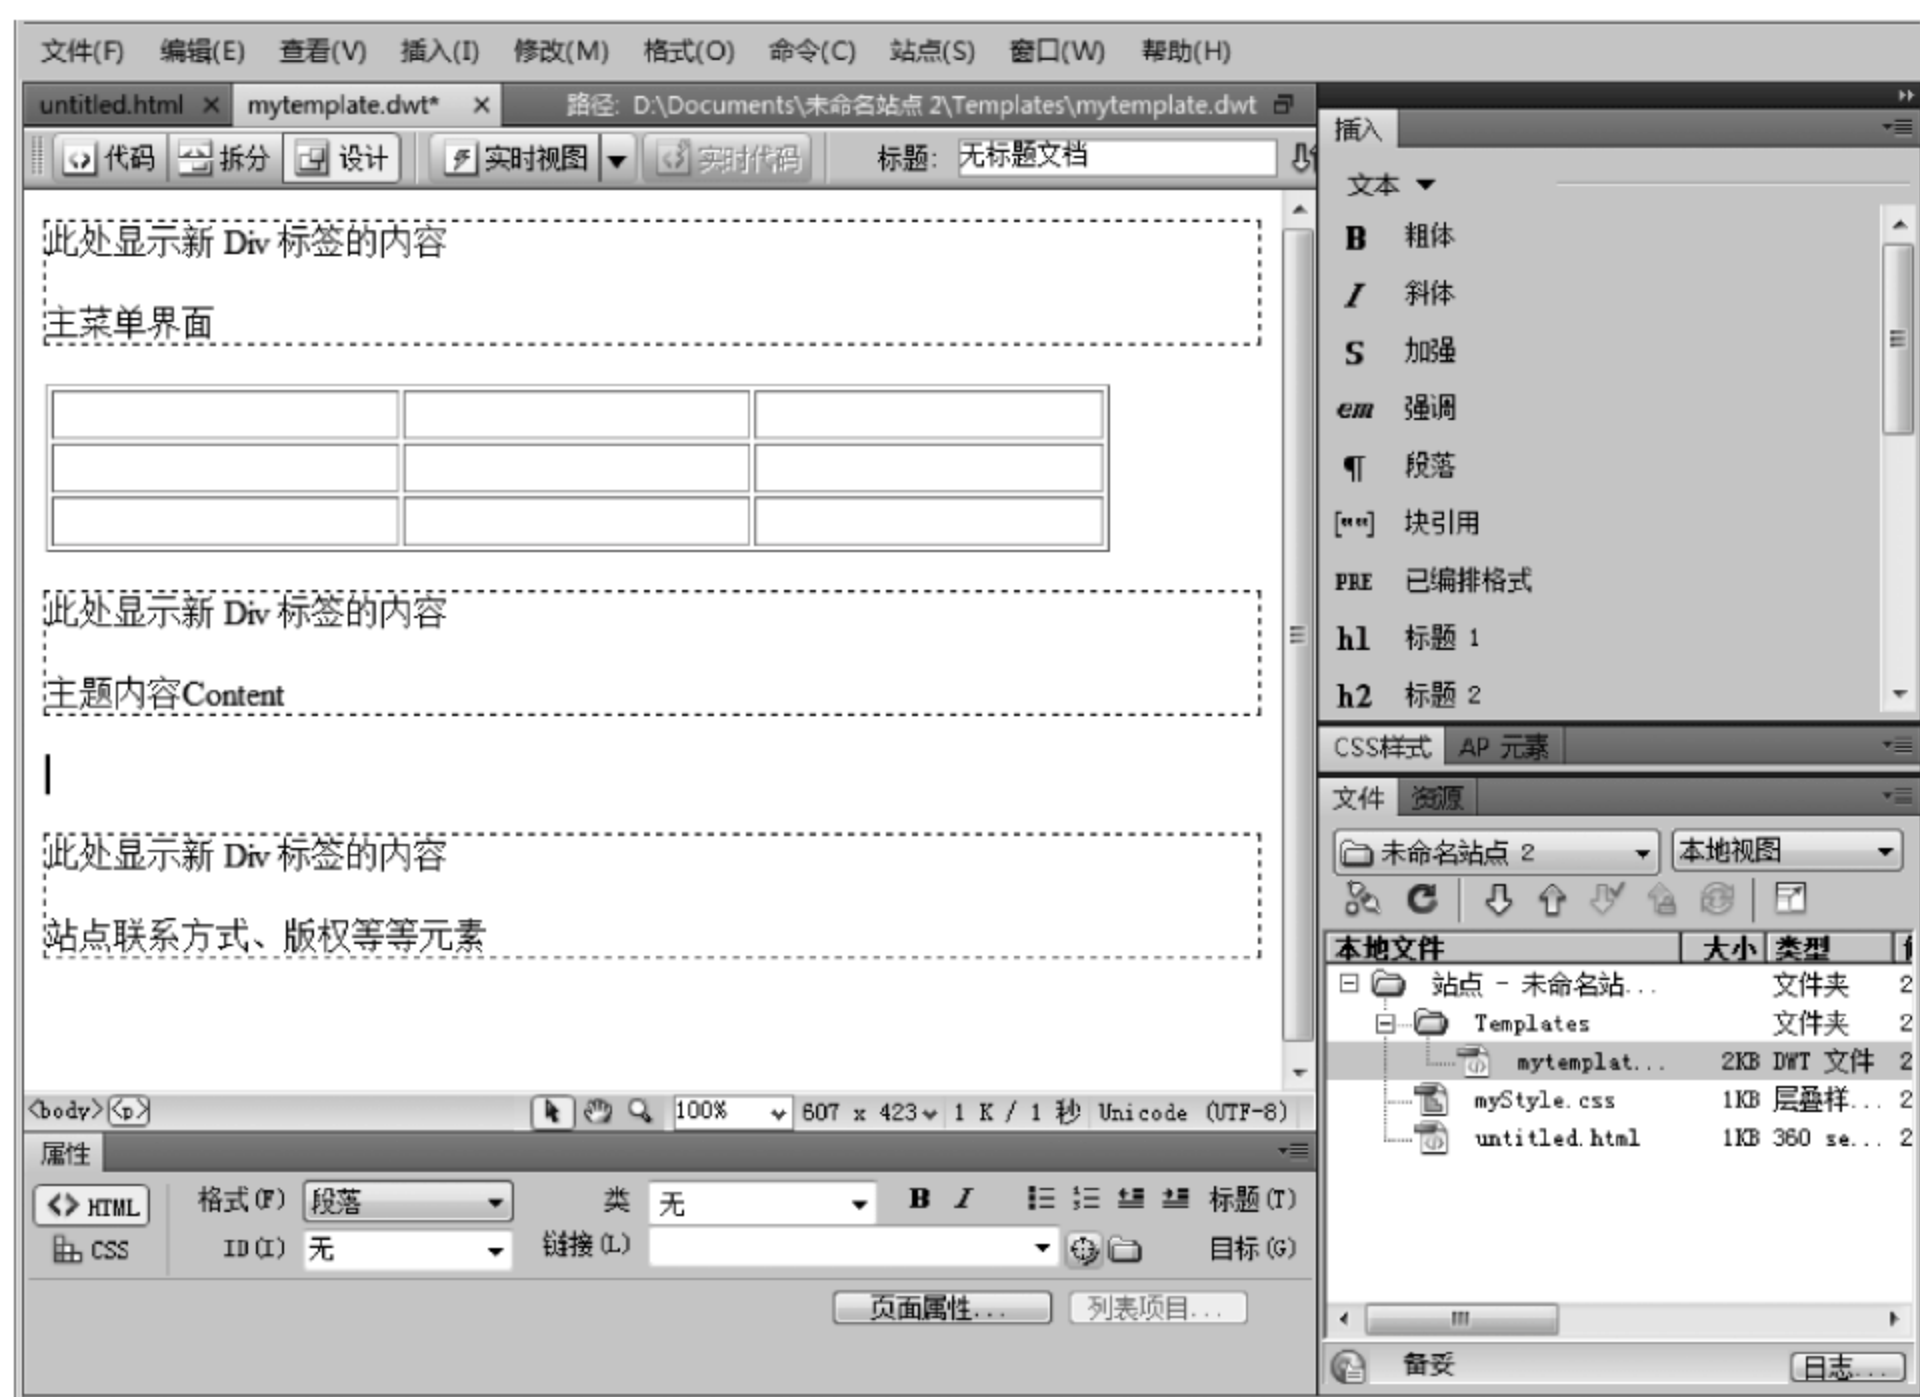 文件(F) 编辑(E) 查看(V) 插入(I) 修改(M) 格式(O) 命令(C) 站点(S) 窗口(W) 帮助(H)
untitled.html × mytemplate.dwt* × 路径: D:\Documents\未命名站点 2\Templates\mytemplate.dwt
代码 拆分 设计 实时视图 实时代码 标题: 无标题文档
此处显示新 Div 标签的内容
主菜单界面
此处显示新 Div 标签的内容
主题内容Content
此处显示新 Div 标签的内容
站点联系方式、版权等等元素
<body><p> 100% 607 x 423 1 K / 1 秒 Unicode (UTF-8)
属性
HTML 格式(F) 段落 类 无 B I 标题(T)
CSS ID(I) 无 链接(L) 目标(G)
页面属性... 列表项目...
插入
文本
B 粗体
I 斜体
S 加强
em 强调
¶ 段落
[""] 块引用
PRE 已编排格式
h1 标题 1
h2 标题 2
CSS样式 AP 元素
文件 资源
未命名站点 2 本地视图
本地文件 大小 类型
站点 - 未命名站... 文件夹 2
Templates 文件夹 2
mytemplat... 2KB DWT 文件 2
myStyle.css 1KB 层叠样... 2
untitled.html 1KB 360 se... 2
备妥 日志...